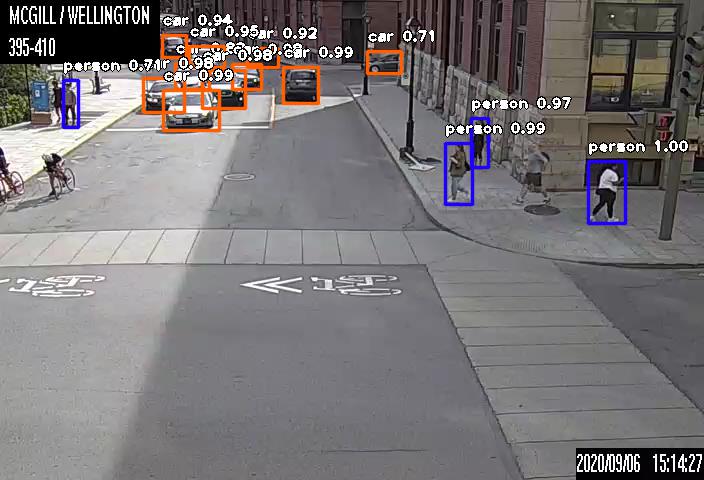 MCGILL / WELLINGTON
395-410
car 0.94
car 0.95
car 0.92
car 0.71
car 0.99
car 0.98
person 0.71
car 0.99
person 0.97
person 0.99
person 1.00
2020/09/06 15:14:27